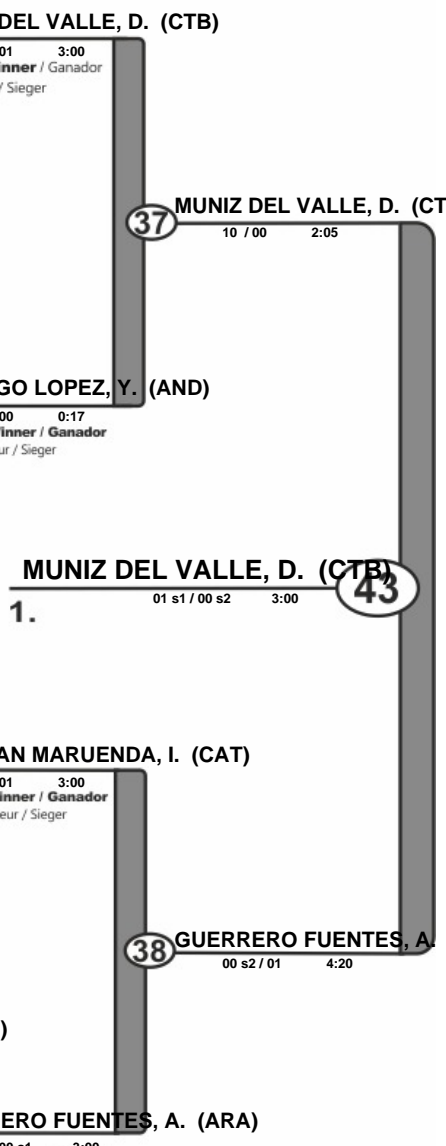 DEL VALLE, D. (CTB)
01 3:00
inner / Ganador
/ Sieger
MUNIZ DEL VALLE, D. (CT
37
10 / 00 2:05
GO LOPEZ, Y. (AND)
00 0:17
inner / Ganador
ur / Sieger
MUNIZ DEL VALLE, D. (CTB)
43
01 s1 / 00 s2 3:00
1.
AN MARUENDA, I. (CAT)
01 3:00
inner / Ganador
eur / Sieger
GUERRERO FUENTES, A.
38
00 s2 / 01 4:20
)
ERO FUENTES, A. (ARA)